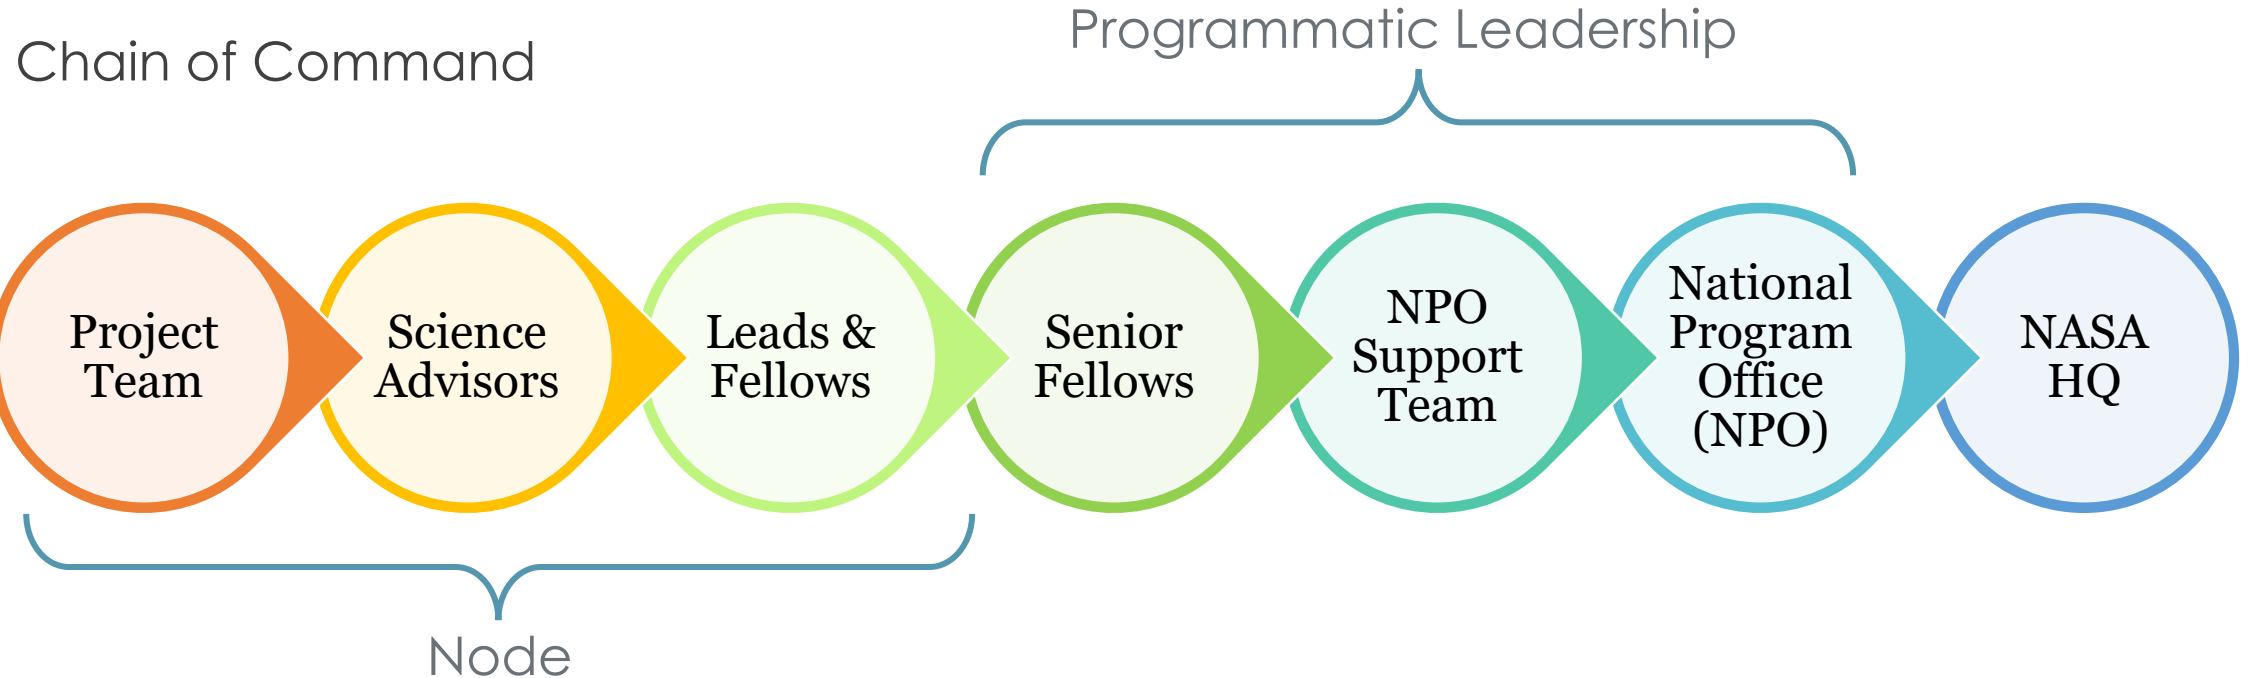 Chain of Command
Programmatic Leadership
Project
Team
Science
Advisors
Leads &
Fellows
Senior
Fellows
NPO
Support
Team
National
Program
Office
(NPO)
NASA
HQ
Node